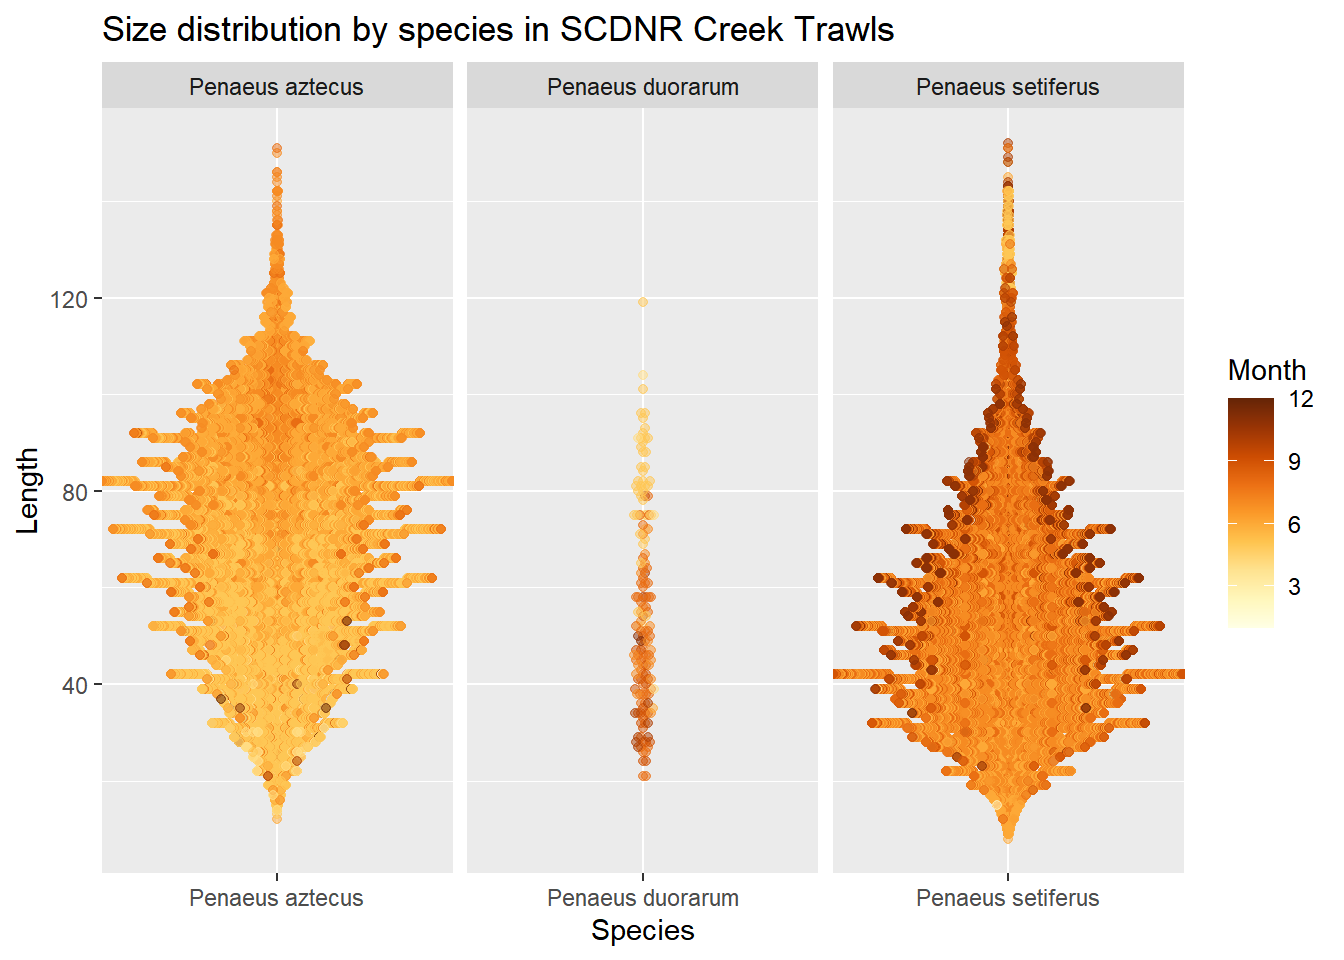 Size distribution by species in SCDNR Creek Trawls
Penaeus aztecus
Penaeus duorarum
Penaeus setiferus
120
80
40
Length
Penaeus aztecus
Penaeus duorarum
Penaeus setiferus
Species
Month
12
9
6
3